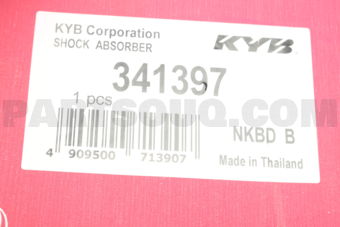 KYB Corporation
SHOCK ABSORBER
KYB
341397
1 pcs
NKBD B
4 909500 713907
Made in Thailand
PARTSOUQ.COM